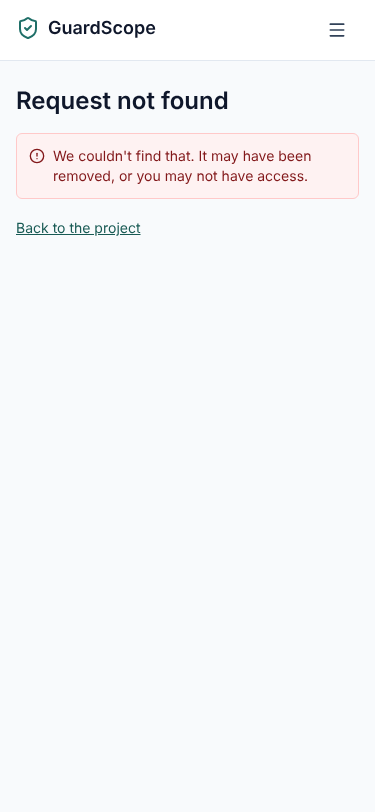 GuardScope
Request not found
We couldn't find that. It may have been
removed, or you may not have access.
Back to the project